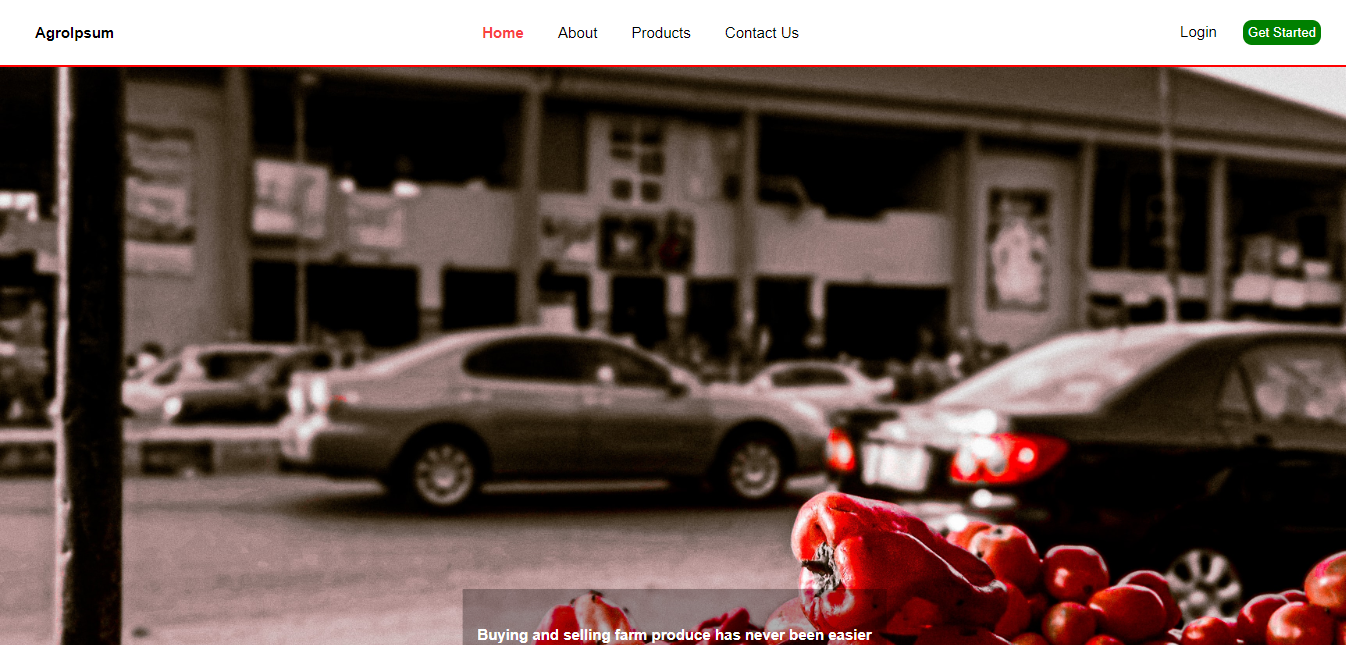 AgroIpsum
Home
About
Products
Contact Us
Login
Get Started
Buying and selling farm produce has never been easier